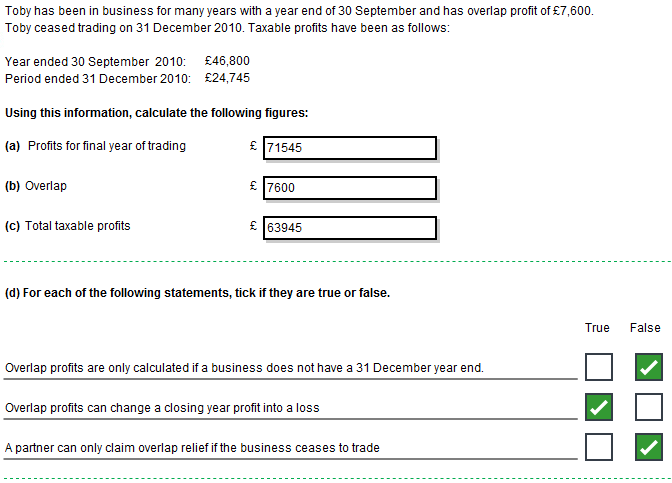 Toby has been in business for many years with a year end of 30 September and has overlap profit of £7,600.
Toby ceased trading on 31 December 2010. Taxable profits have been as follows:
Year ended 30 September 2010: £46,800
Period ended 31 December 2010: £24,745
Using this information, calculate the following figures:
(a) Profits for final year of trading £ 71545
(b) Overlap £ 7600
(c) Total taxable profits £ 63945
(d) For each of the following statements, tick if they are true or false.
True False
Overlap profits are only calculated if a business does not have a 31 December year end.
Overlap profits can change a closing year profit into a loss
A partner can only claim overlap relief if the business ceases to trade